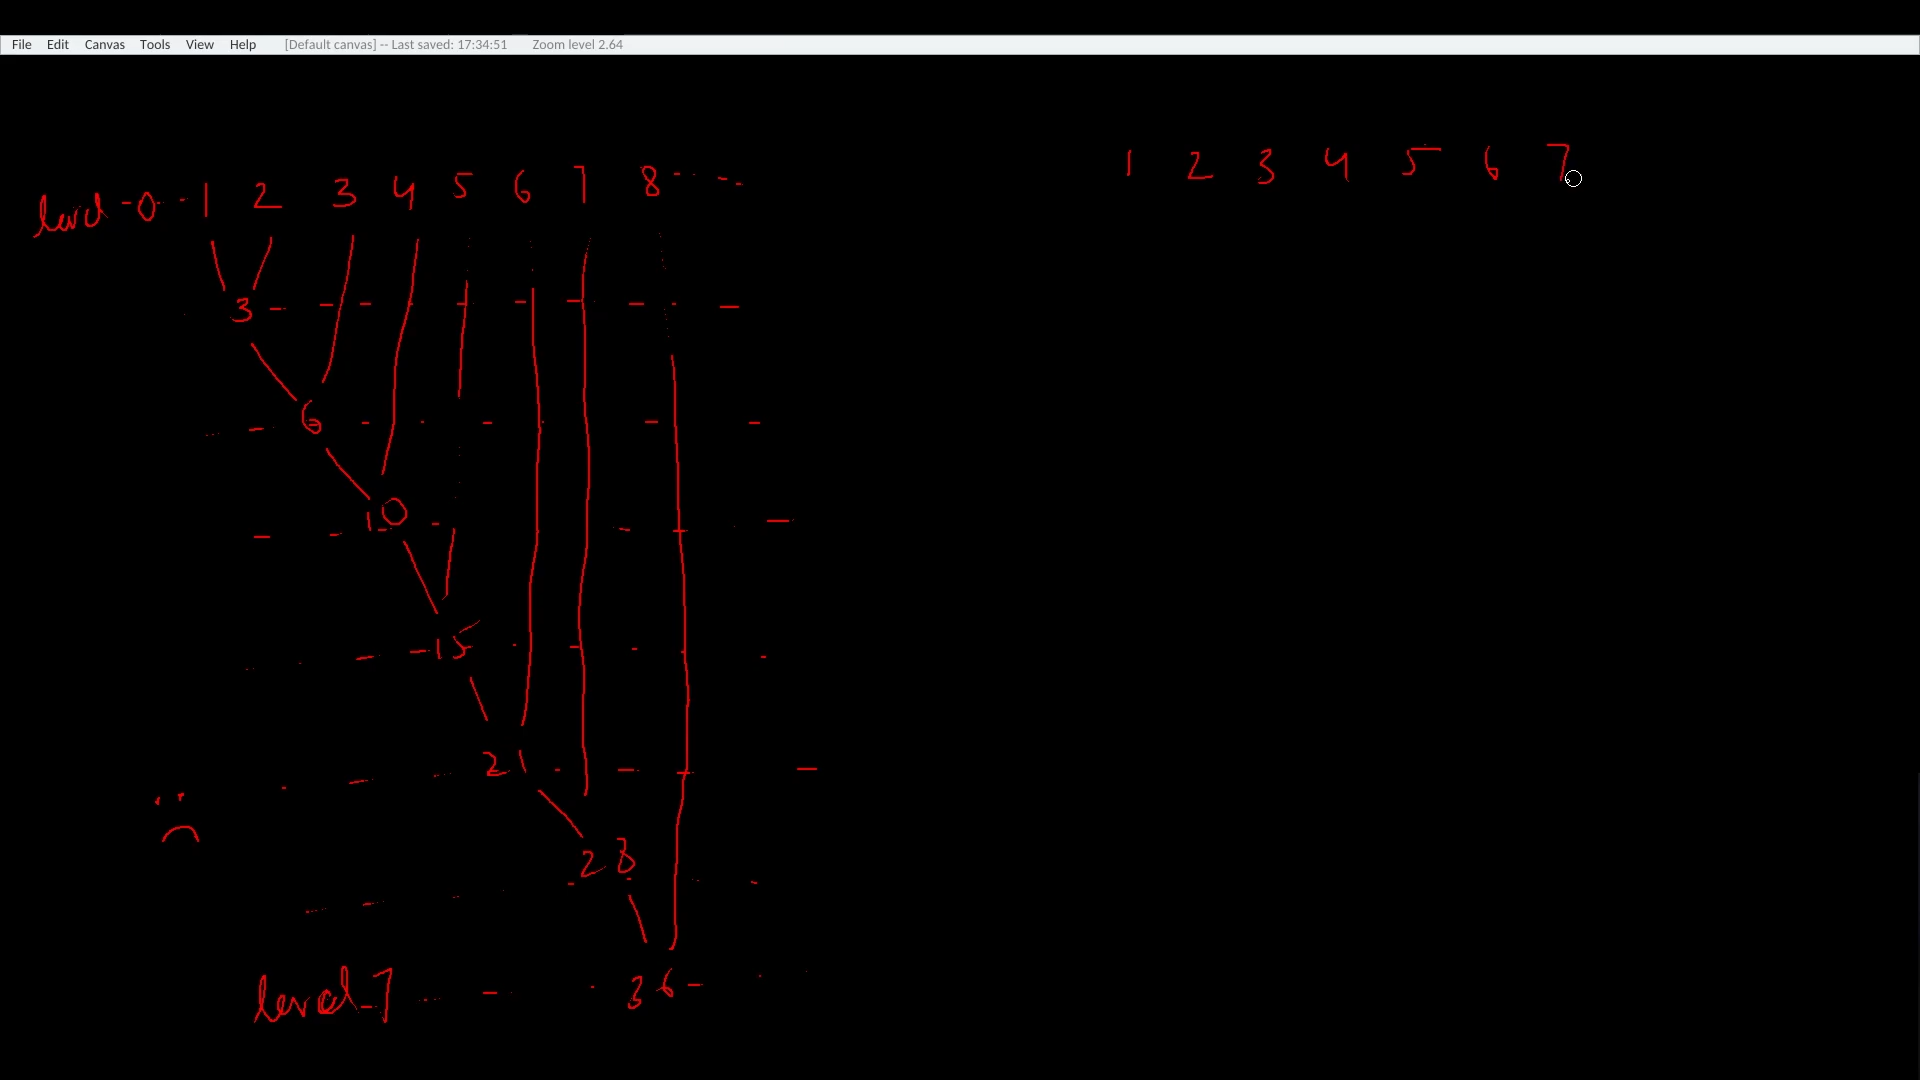 File Edit Canvas Tools View Help [Default canvas] -- Last saved: 17:34:51 Zoom level 2.64
level 0 1 2 3 4 5 6 7 8
1 2 3 4 5 6 7
3
6
10
15
21
28
level 7 36